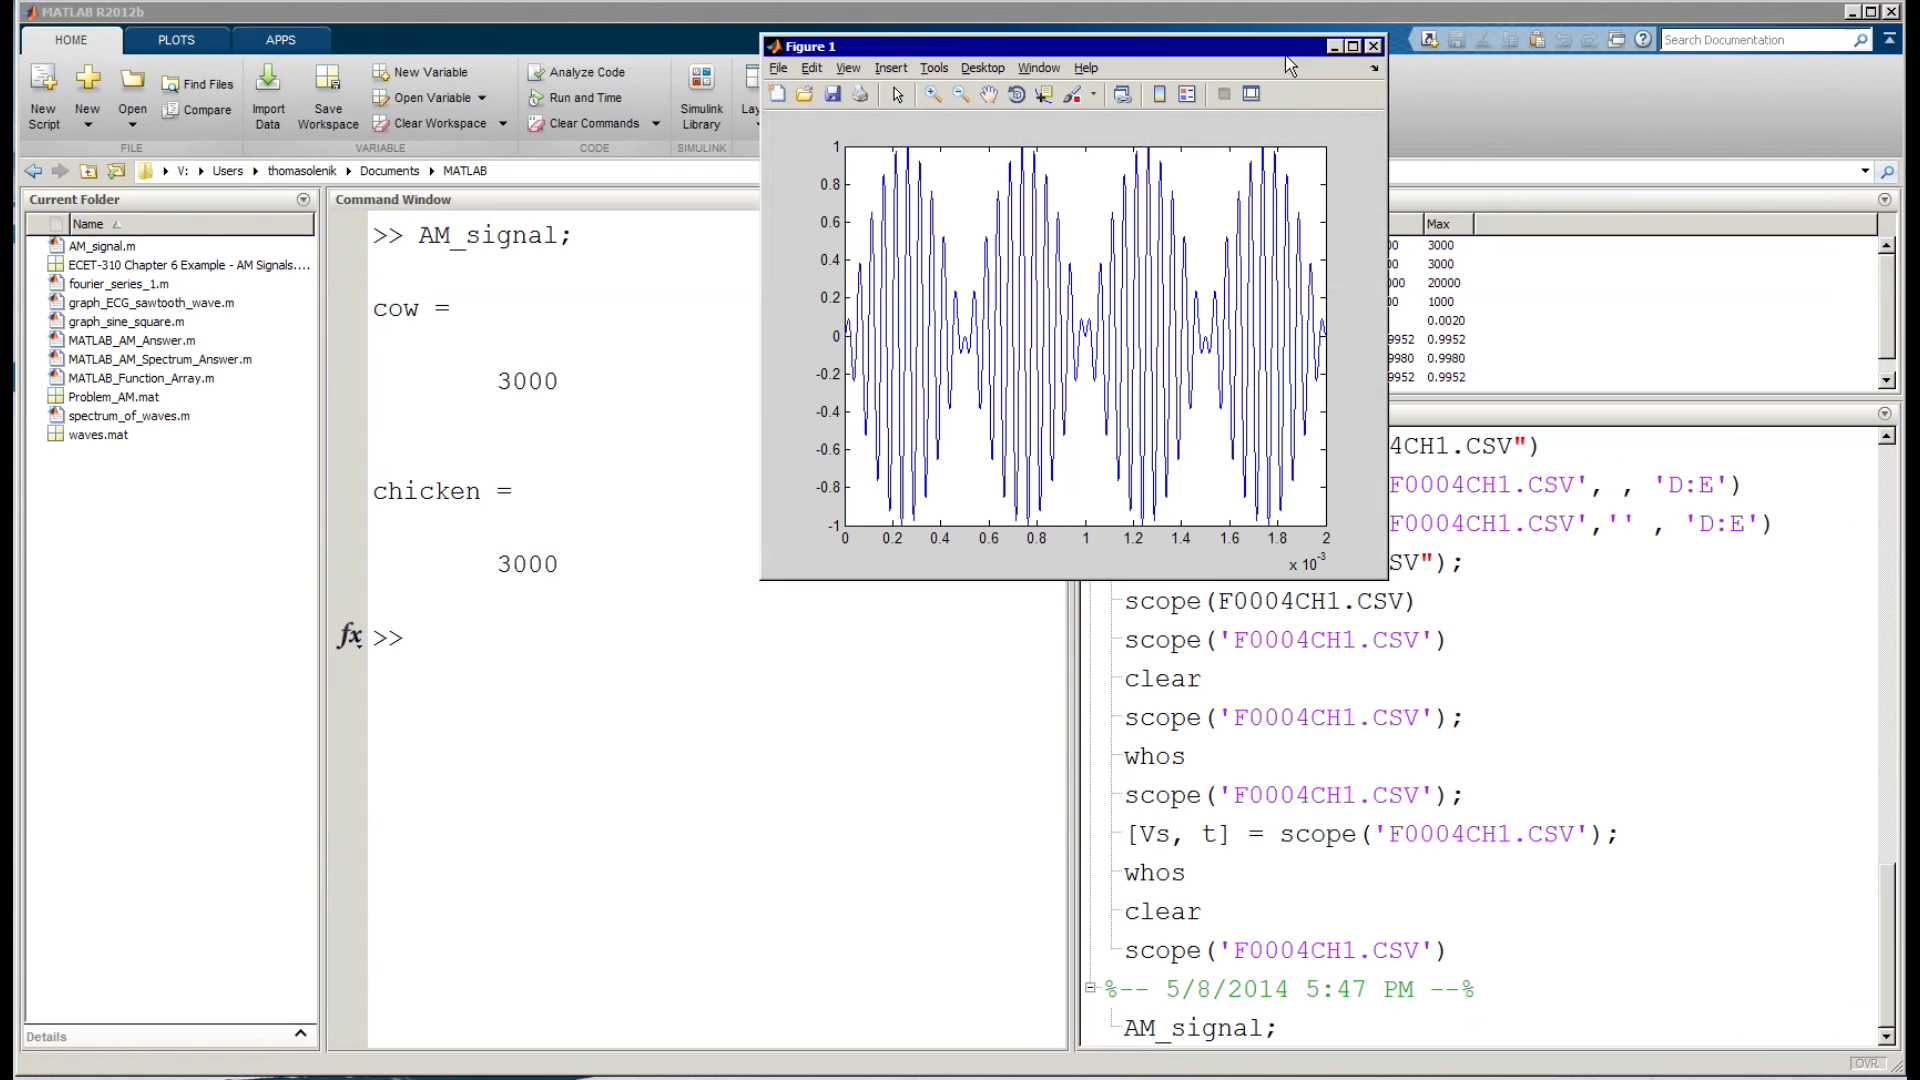 MATLAB R2012b
HOME PLOTS APPS
Search Documentation
New Script
New
Open
Find Files
Compare
FILE
Import Data
Save Workspace
New Variable
Open Variable
Clear Workspace
VARIABLE
Analyze Code
Run and Time
Clear Commands
CODE
Simulink Library
SIMULINK
V: Users thomasolenik Documents MATLAB
Current Folder
Name
AM_signal.m
ECET-310 Chapter 6 Example - AM Signals....
fourier_series_1.m
graph_ECG_sawtooth_wave.m
graph_sine_square.m
MATLAB_AM_Answer.m
MATLAB_AM_Spectrum_Answer.m
MATLAB_Function_Array.m
Problem_AM.mat
spectrum_of_waves.m
waves.mat
Details
Command Window
>> AM_signal;
cow =
3000
chicken =
3000
fx >>
Figure 1
File Edit View Insert Tools Desktop Window Help
1
0.8
0.6
0.4
0.2
0
-0.2
-0.4
-0.6
-0.8
-1
0 0.2 0.4 0.6 0.8 1 1.2 1.4 1.6 1.8 2
x 10-3
Max
00 3000
00 3000
000 20000
00 1000
0.0020
9952 0.9952
9980 0.9980
9952 0.9952
4CH1.CSV")
F0004CH1.CSV', , 'D:E')
F0004CH1.CSV','' , 'D:E')
SV");
scope(F0004CH1.CSV)
scope('F0004CH1.CSV')
clear
scope('F0004CH1.CSV');
whos
scope('F0004CH1.CSV');
[Vs, t] = scope('F0004CH1.CSV');
whos
clear
scope('F0004CH1.CSV')
%-- 5/8/2014 5:47 PM --%
AM_signal;
OVR